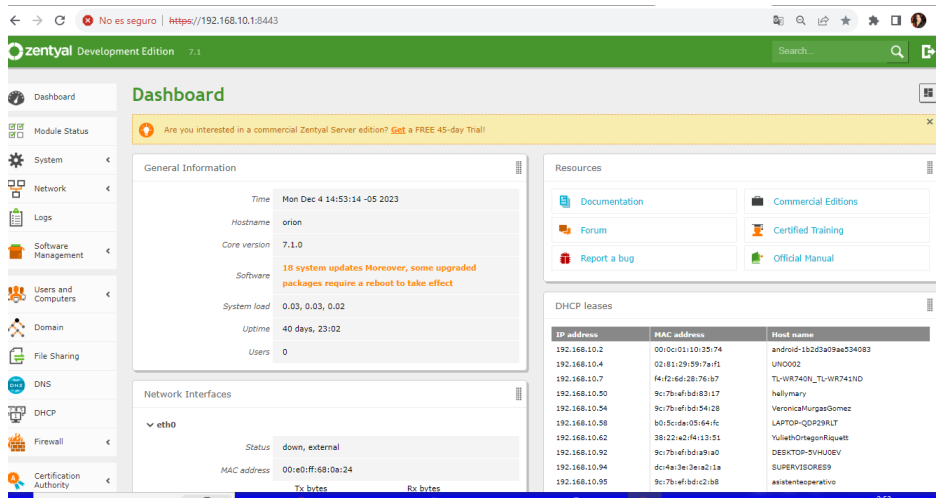 No es seguro | https://192.168.10.1:8443
zentyal Development Edition 7.1
Search...
Dashboard
Module Status
System
Network
Logs
Software
Management
Users and
Computers
Domain
File Sharing
DNS
DHCP
Firewall
Certification
Authority
Dashboard
Are you interested in a commercial Zentyal Server edition? Get a FREE 45-day Trial!
General Information
Time Mon Dec 4 14:53:14 -05 2023
Hostname orion
Core version 7.1.0
Software 18 system updates Moreover, some upgraded
packages require a reboot to take effect
System load 0.03, 0.03, 0.02
Uptime 40 days, 23:02
Users 0
Network Interfaces
eth0
Status down, external
MAC address 00:e0:ff:68:0a:24
Tx bytes Rx bytes
Resources
Documentation Commercial Editions
Forum Certified Training
Report a bug Official Manual
DHCP leases
IP address MAC address Host name
192.168.10.2 00:0c:01:10:35:74 android-1b2d3a09ae534083
192.168.10.4 02:81:29:59:7a:f1 UNO002
192.168.10.7 f4:f2:6d:28:76:b7 TL-WR740N_TL-WR741ND
192.168.10.50 9c:7b:ef:bd:83:17 hellymary
192.168.10.54 9c:7b:ef:bd:54:28 VeronicaMurgasGomez
192.168.10.58 b0:5c:da:05:64:fc LAPTOP-QDP29RLT
192.168.10.62 38:22:e2:f4:13:51 YuliethOrtegonRiquett
192.168.10.92 9c:7b:ef:bd:a9:a0 DESKTOP-5VHU0EV
192.168.10.94 dc:4a:3e:3e:a2:1a SUPERVISORES9
192.168.10.95 9c:7b:ef:bd:c2:b8 asistenteoperativo